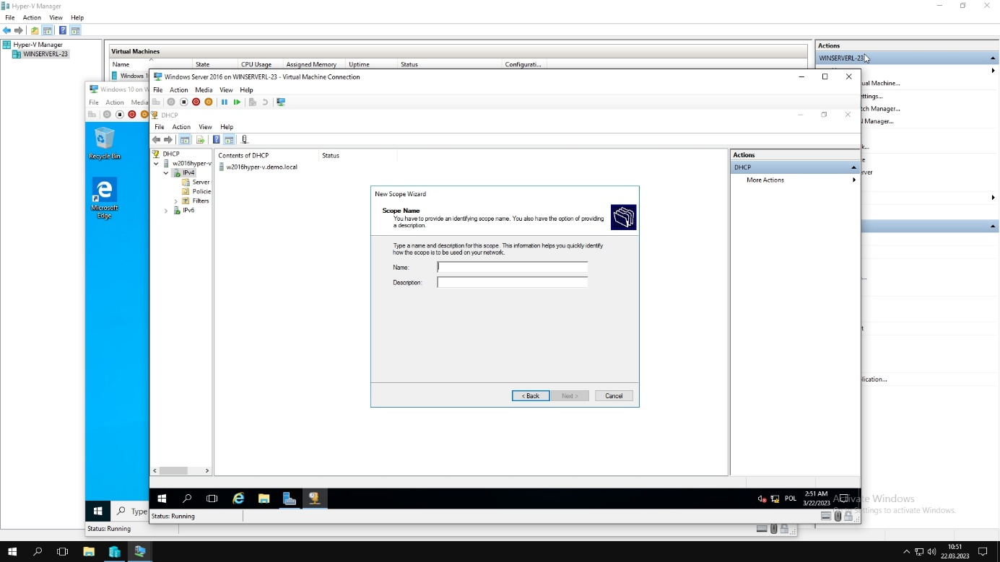 Hyper-V Manager
File Action View Help
Hyper-V Manager
WINSERVERL-23
Virtual Machines
Name State CPU Usage Assigned Memory Uptime Status Configurati...
Windows 1
Actions
WINSERVERL-23
ual Machine...
ettings...
tch Manager...
N Manager...
k...
e
erver
...
t
lication...
Windows 10 on W
File Action Media
Recycle Bin
Microsoft
Edge
Type
Status: Running
Windows Server 2016 on WINSERVERL-23 - Virtual Machine Connection
File Action Media View Help
DHCP
File Action View Help
DHCP
w2016hyper-v
IPv4
Server
Policie
Filters
IPv6
Contents of DHCP Status
w2016hyper-v.demo.local
Actions
DHCP
More Actions
New Scope Wizard
Scope Name
You have to provide an identifying scope name. You also have the option of providing
a description.
Type a name and description for this scope. This information helps you quickly identify
how the scope is to be used on your network.
Name:
Description:
< Back Next > Cancel
POL
2:51 AM
3/22/2023
Status: Running
Activate Windows
Settings to activate Windows.
10:51
22.03.2023